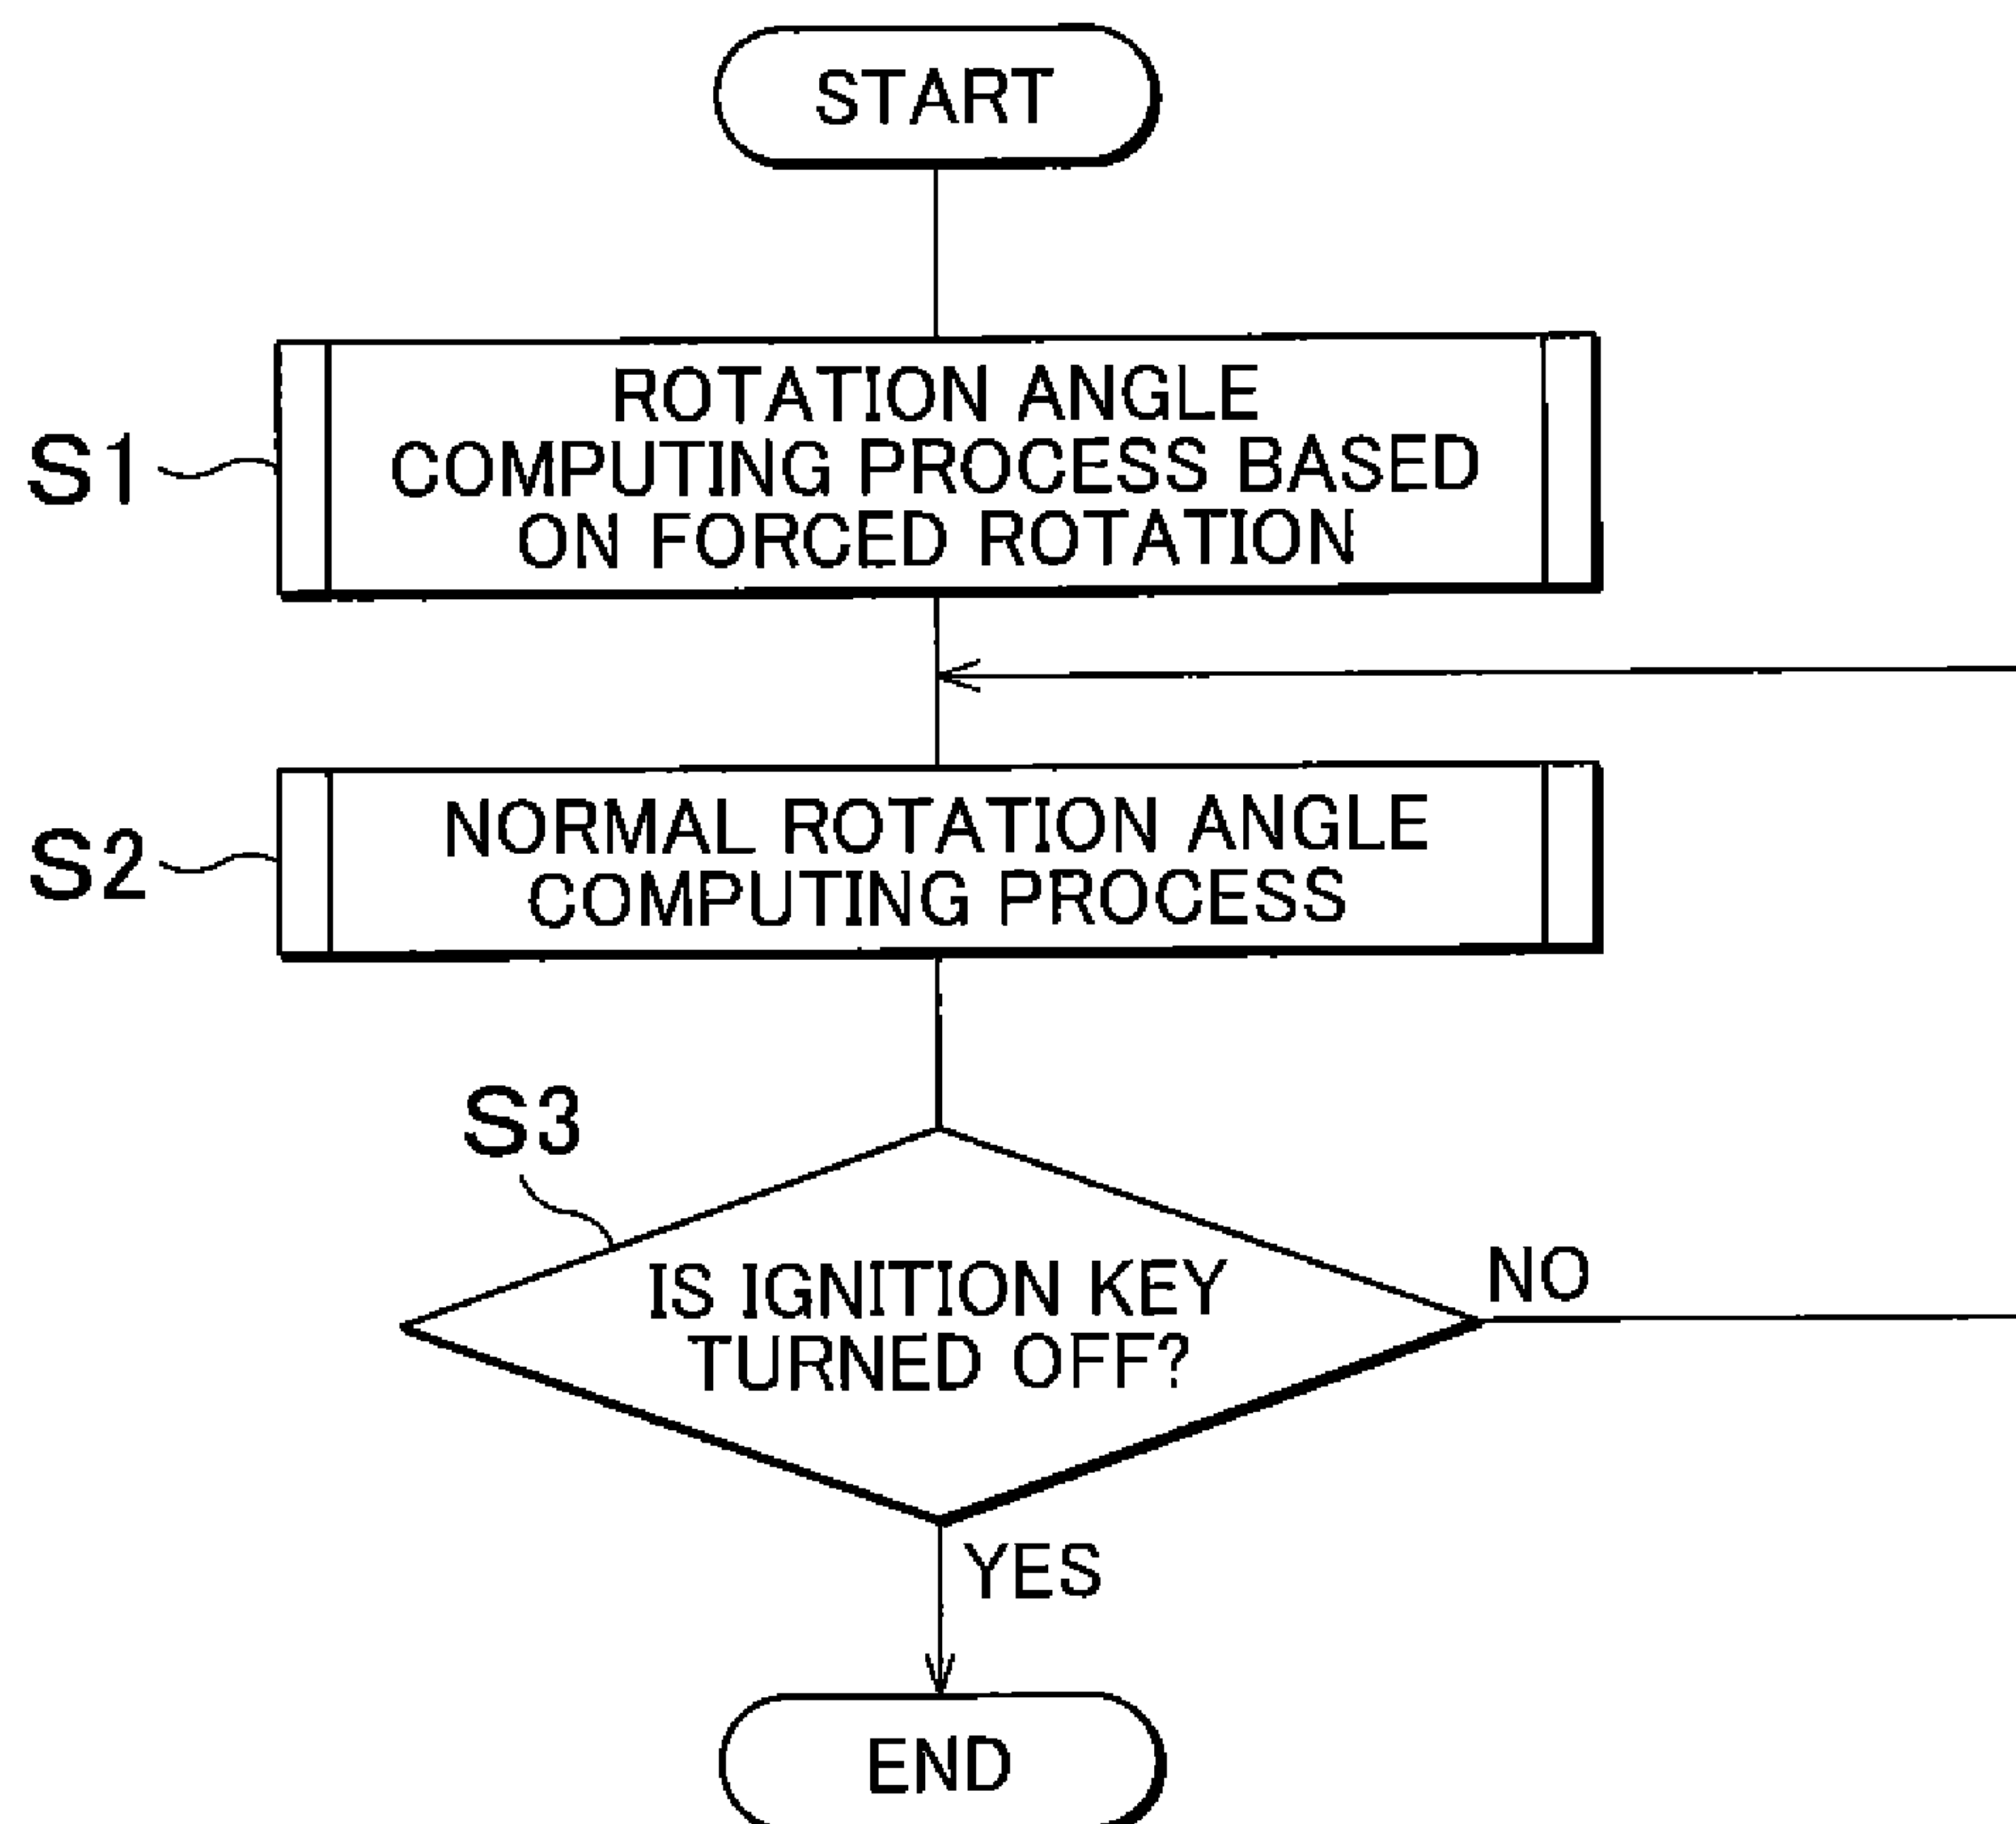 START
S1
ROTATION ANGLE
COMPUTING PROCESS BASED
ON FORCED ROTATION
S2
NORMAL ROTATION ANGLE
COMPUTING PROCESS
S3
IS IGNITION KEY
TURNED OFF?
NO
YES
END